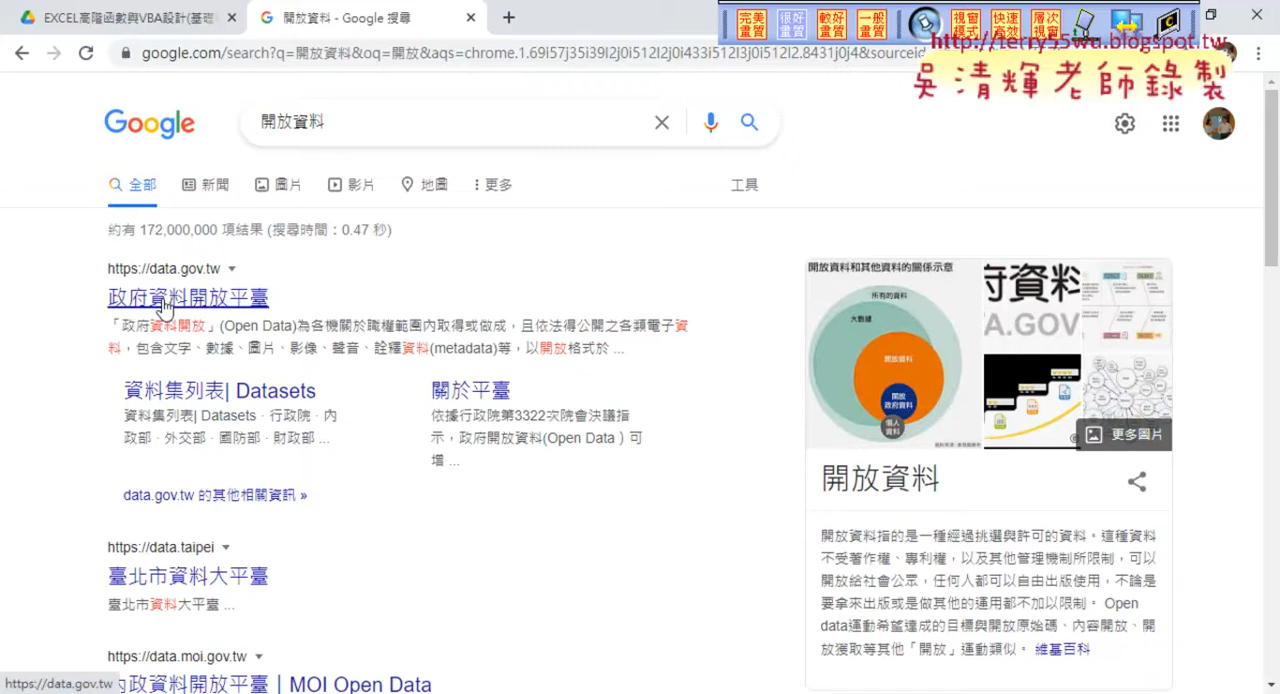 EXCEL高階函數與VBA設計(基礎
開放資料 - Google 搜尋
完美畫質
很好畫質
較好畫質
一般畫質
視窗模式
快速高效
層次視窗
google.com/search?q=開放資料&oq=開放&aqs=chrome.1.69i57j35i39l2j0i512l2j0i433i512l3j0i512l2.8431j0j4&sourceid
http://terry55wu.blogspot.tw
吳清輝老師錄製
Google
開放資料
全部
新聞
圖片
影片
地圖
更多
工具
約有 172,000,000 項結果 (搜尋時間：0.47 秒)
https://data.gov.tw
政府資料開放平臺
「政府資料開放」(Open Data)為各機關於職權範圍內取得或做成，且依法得公開之各類電子資
料，包含文字、數據、圖片、影像、聲音、詮釋資料(metadata)等，以開放格式於 ...
資料集列表| Datasets
資料集列表| Datasets · 行政院 · 內
政部 · 外交部 · 國防部 · 財政部 ...
關於平臺
依據行政院第3322次院會決議指
示，政府開放資料(Open Data ) 可
增 ...
data.gov.tw 的其他相關資訊 »
https://data.taipei
臺北市資料大平臺
臺北市資料大平臺 ...
https://data.moi.gov.tw
內政資料開放平臺 | MOI Open Data
開放資料和其他資料的關係示意
所有的資料
大數據
開放資料
開放
政府資料
個人
資料
府資料
A.GOV
更多圖片
開放資料
開放資料指的是一種經過挑選與許可的資料。這種資料
不受著作權、專利權，以及其他管理機制所限制，可以
開放給社會公眾，任何人都可以自由出版使用，不論是
要拿來出版或是做其他的運用都不加以限制。 Open
data運動希望達成的目標與開放原始碼、內容開放、開
放獲取等其他「開放」運動類似。 維基百科
https://data.gov.tw